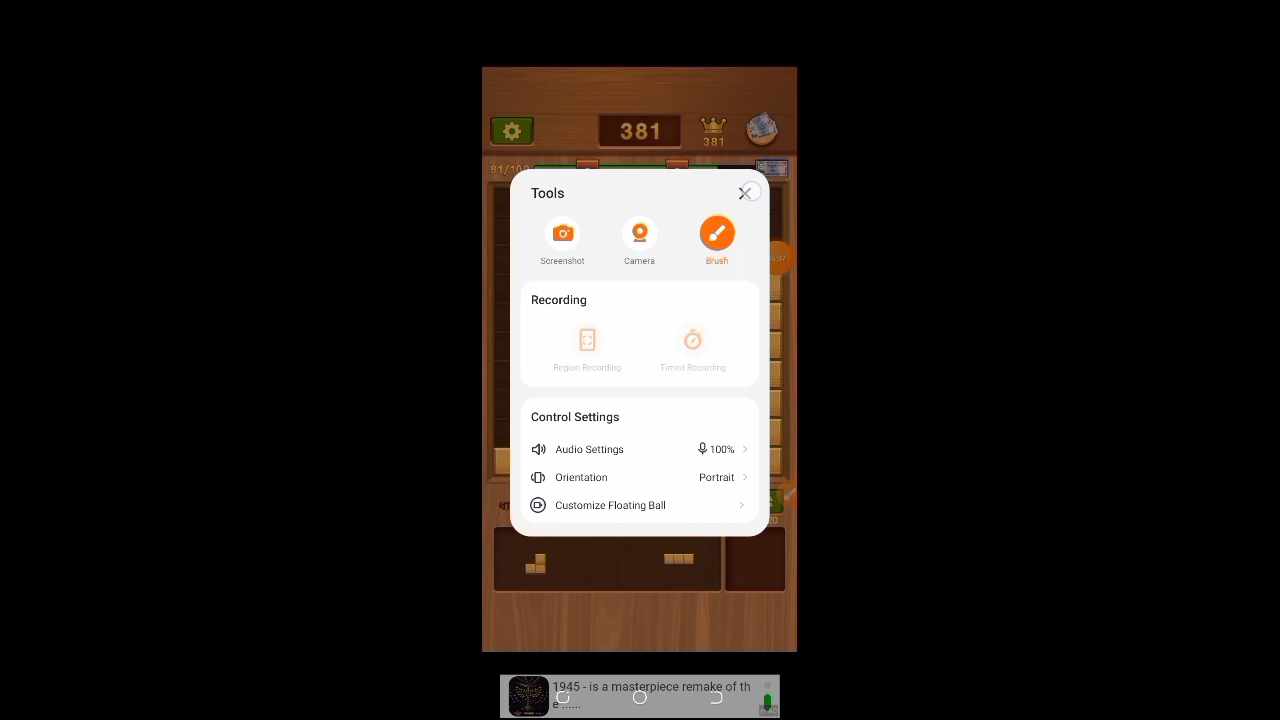 381
381
Tools
Screenshot
Camera
Brush
Recording
Region Recording
Timed Recording
Control Settings
Audio Settings
100%
Orientation
Portrait
Customize Floating Ball
20
1945 - is a masterpiece remake of th
e ......